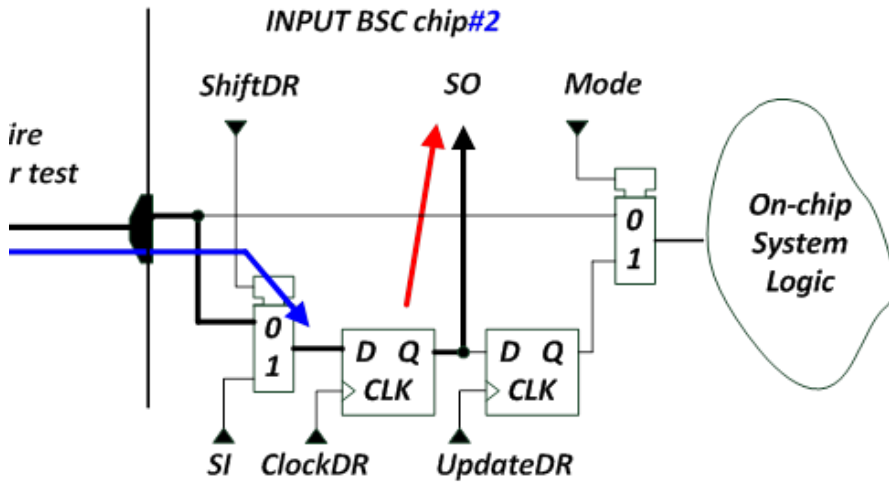 INPUT BSC chip#2
ShiftDR
SO
Mode
ire
r test
0
1
On-chip
System
Logic
0
1
D Q
CLK
D Q
CLK
SI
ClockDR
UpdateDR